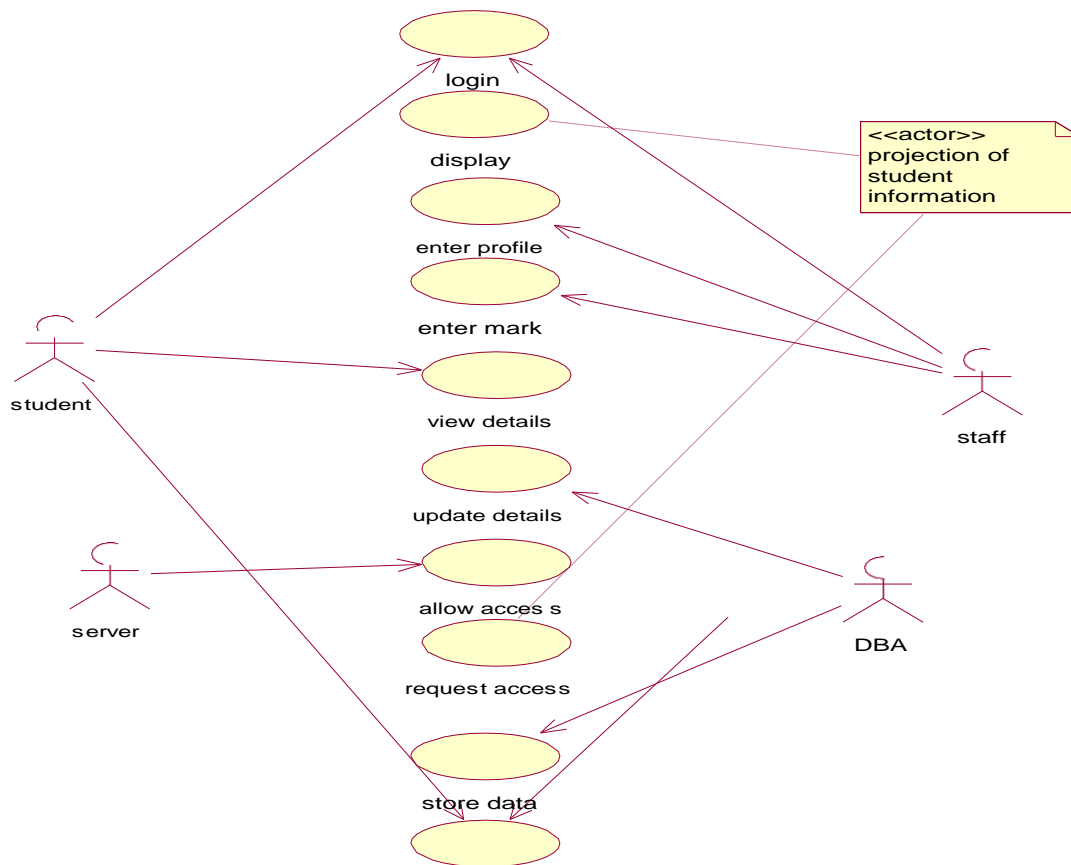 login
display
<<actor>>
projection of
student
information
enter profile
enter mark
student
view details
staff
update details
server
allow acces s
DBA
request access
store data